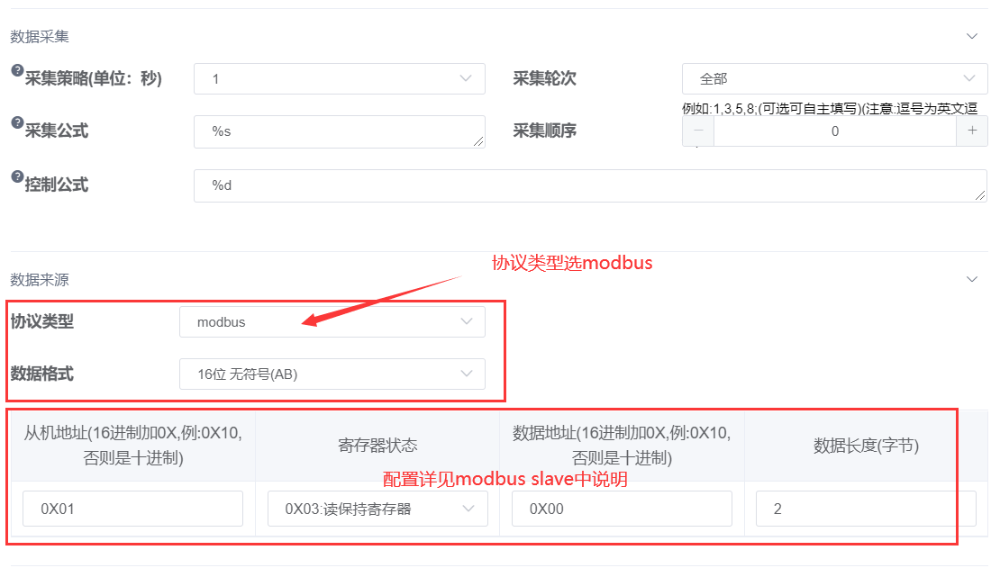 数据采集
采集策略(单位：秒) 1 采集轮次 全部
例如:1,3,5,8;(可选可自主填写)(注意:逗号为英文逗
采集公式 %s 采集顺序 0
控制公式 %d
协议类型选modbus
数据来源
协议类型 modbus
数据格式 16位 无符号(AB)
从机地址(16进制加0X,例:0X10,
否则是十进制)
寄存器状态
数据地址(16进制加0X,例:0X10,
否则是十进制)
数据长度(字节)
配置详见modbus slave中说明
0X01 0X03:读保持寄存器 0X00 2